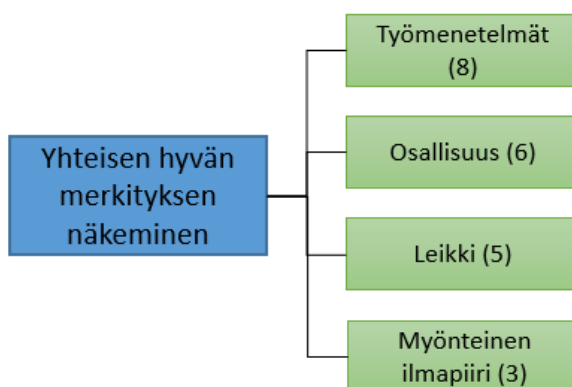 Yhteisen hyvän
merkityksen
näkeminen
Työmenetelmät
(8)
Osallisuus (6)
Leikki (5)
Myönteinen
ilmapiiri (3)